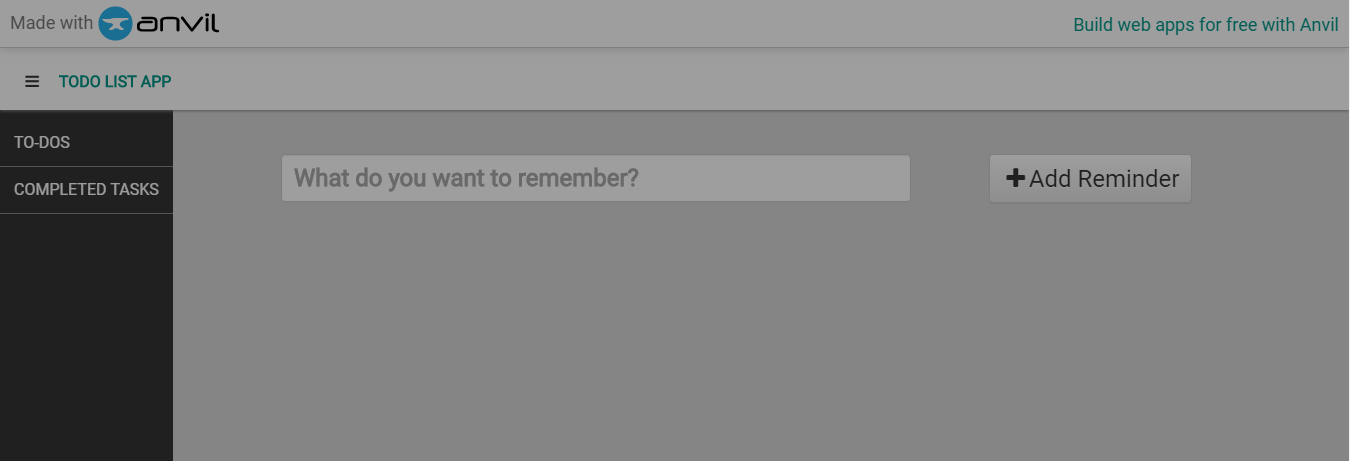 Made with anvil
Build web apps for free with Anvil
TODO LIST APP
TO-DOS
COMPLETED TASKS
What do you want to remember?
Add Reminder